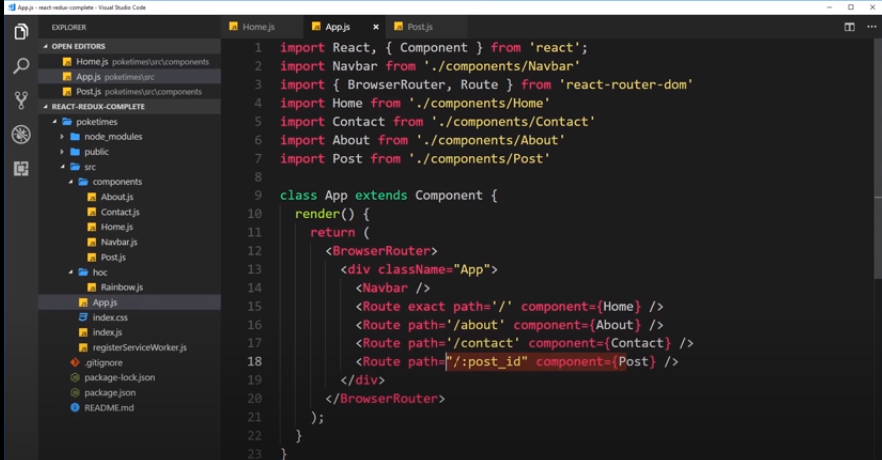 App.js - react-redux-complete - Visual Studio Code
EXPLORER
OPEN EDITORS
Home.js poketimes\src\components
App.js poketimes\src
Post.js poketimes\src\components
REACT-REDUX-COMPLETE
poketimes
node_modules
public
src
components
About.js
Contact.js
Home.js
Navbar.js
Post.js
hoc
Rainbow.js
App.js
index.css
index.js
registerServiceWorker.js
.gitignore
package-lock.json
package.json
README.md
Home.js App.js Post.js
1 import React, { Component } from 'react';
2 import Navbar from './components/Navbar'
3 import { BrowserRouter, Route } from 'react-router-dom'
4 import Home from './components/Home'
5 import Contact from './components/Contact'
6 import About from './components/About'
7 import Post from './components/Post'
8
9 class App extends Component {
10 render() {
11 return (
12 <BrowserRouter>
13 <div className="App">
14 <Navbar />
15 <Route exact path='/' component={Home} />
16 <Route path='/about' component={About} />
17 <Route path='/contact' component={Contact} />
18 <Route path="/:post_id" component={Post} />
19 </div>
20 </BrowserRouter>
21 );
22 }
23 }